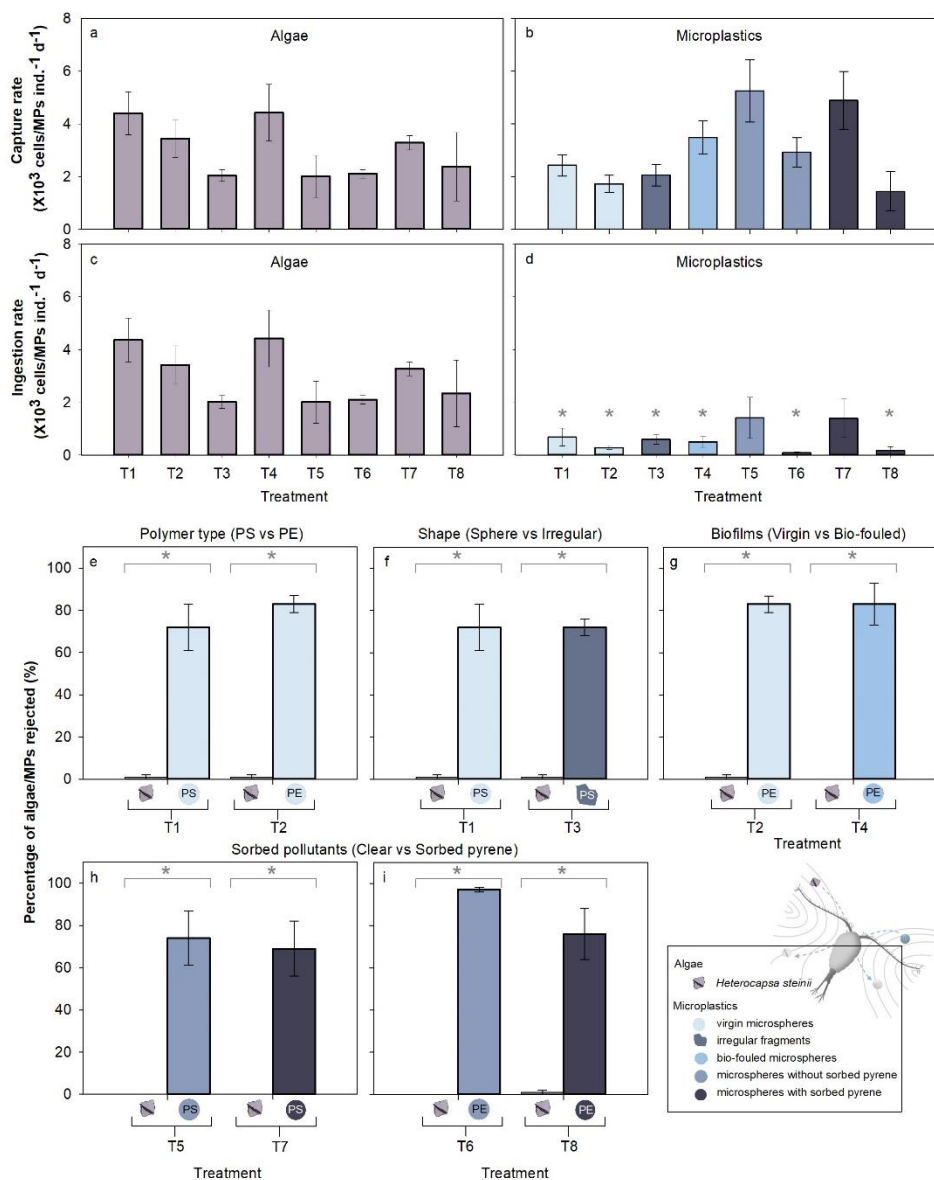 a
Algae
b
Microplastics
8
6
4
2
0
Capture rate
(X10³ cells/MPs ind.⁻¹ d⁻¹)
c
Algae
d
Microplastics
8
6
4
2
0
Ingestion rate
(X10³ cells/MPs ind.⁻¹ d⁻¹)
* * * * * *
T1 T2 T3 T4 T5 T6 T7 T8
T1 T2 T3 T4 T5 T6 T7 T8
Treatment
Treatment
Polymer type (PS vs PE)
Shape (Sphere vs Irregular)
Biofilms (Virgin vs Bio-fouled)
e * *
f * *
g * *
100
80
60
40
20
0
Percentage of algae/MPs rejected (%)
PS PE
PS PS
PE PE
T1 T2
T1 T3
T2 T4
Treatment
Sorbed pollutants (Clear vs Sorbed pyrene)
h * *
i * *
100
80
60
40
20
0
PS PS
PE PE
T5 T7
T6 T8
Treatment
Treatment
Algae
Heterocapsa steinii
Microplastics
virgin microspheres
irregular fragments
bio-fouled microspheres
microspheres without sorbed pyrene
microspheres with sorbed pyrene